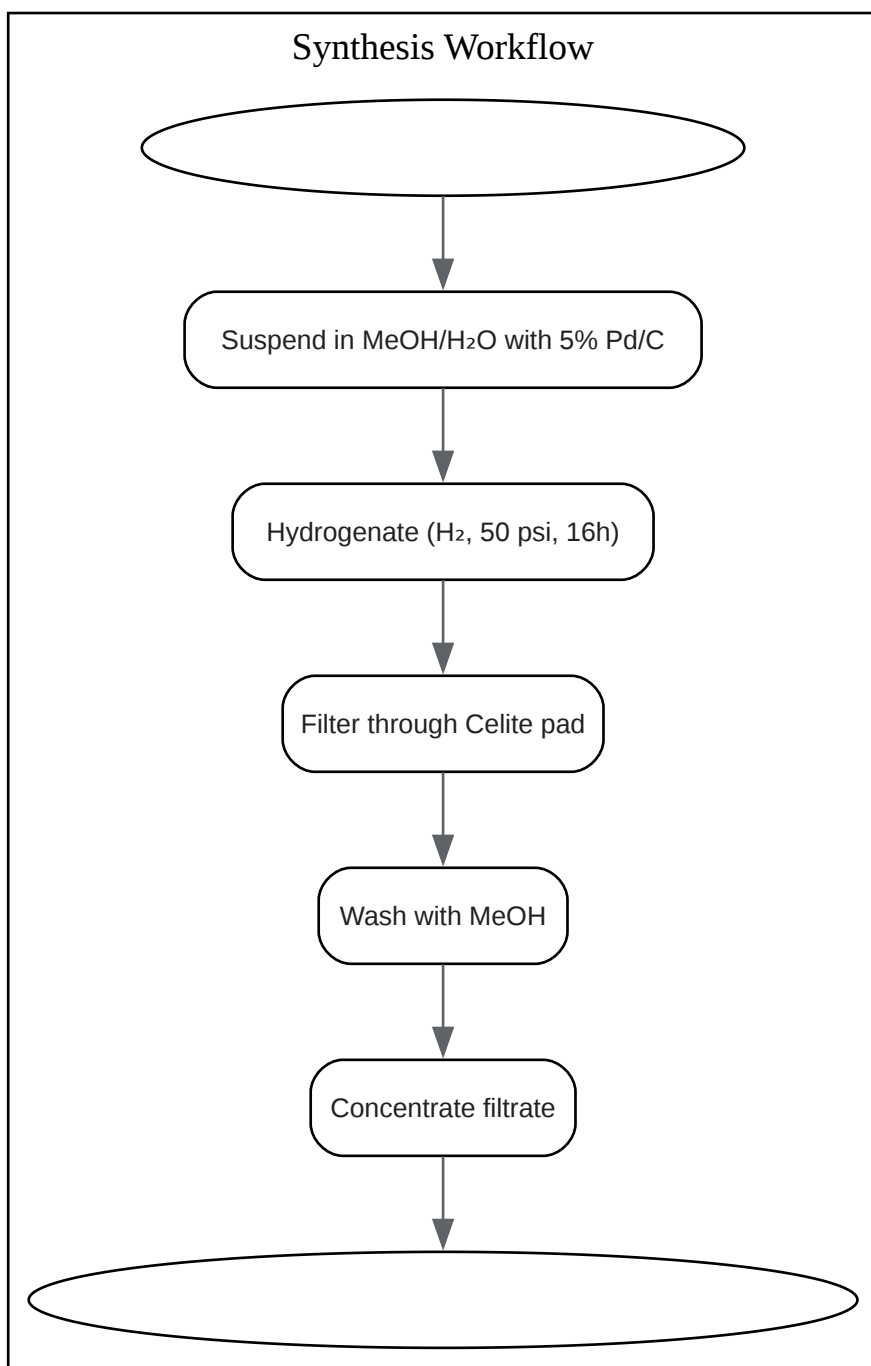 Synthesis Workflow
Suspend in MeOH/H₂O with 5% Pd/C
Hydrogenate (H₂, 50 psi, 16h)
Filter through Celite pad
Wash with MeOH
Concentrate filtrate